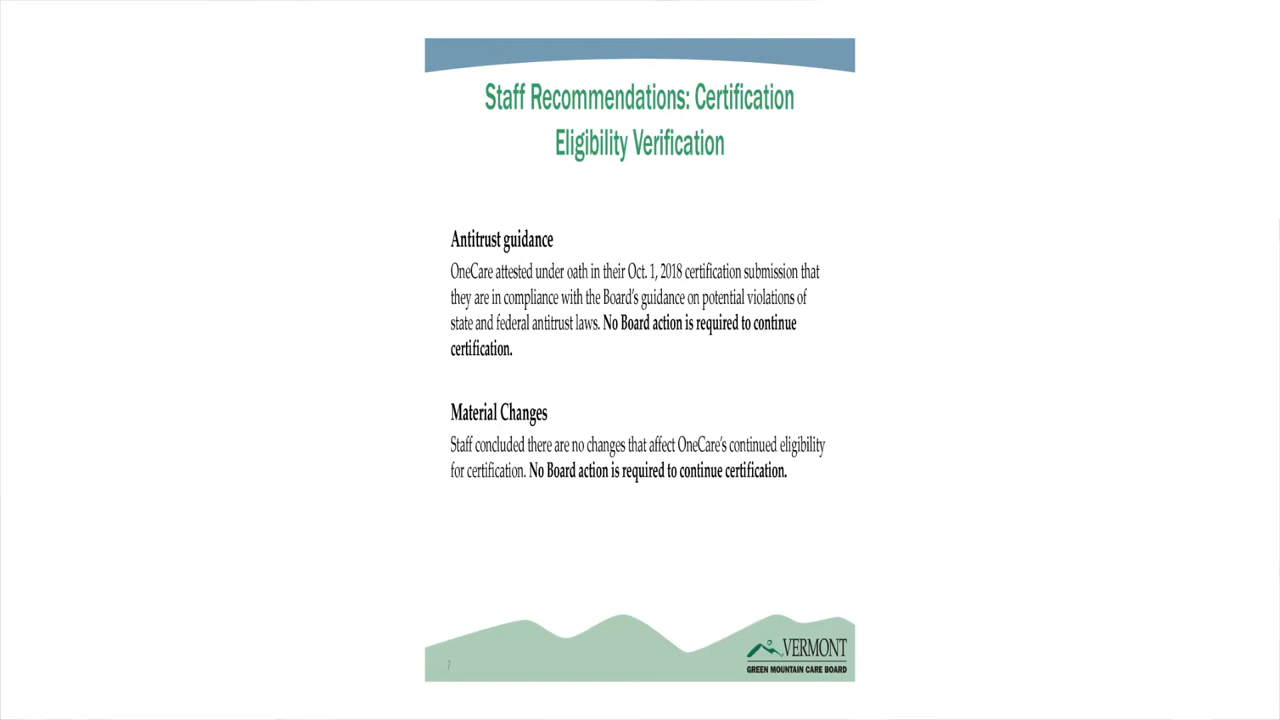 Staff Recommendations: Certification
Eligibility Verification
Antitrust guidance
OneCare attested under oath in their Oct. 1, 2018 certification submission that
they are in compliance with the Board's guidance on potential violations of
state and federal antitrust laws. No Board action is required to continue
certification.
Material Changes
Staff concluded there are no changes that affect OneCare's continued eligibility
for certification. No Board action is required to continue certification.
7
VERMONT
GREEN MOUNTAIN CARE BOARD